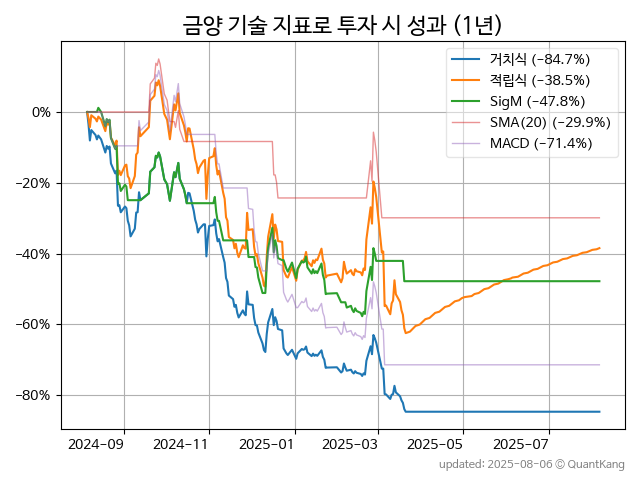 금양 기술 지표로 투자 시 성과 (1년)
거치식 (−84.7%)
적립식 (−38.5%)
SigM (−47.8%)
SMA(20) (−29.9%)
MACD (−71.4%)
0%
−20%
−40%
−60%
−80%
2024-09 2024-11 2025-01 2025-03 2025-05 2025-07
updated: 2025-08-06 © QuantKang